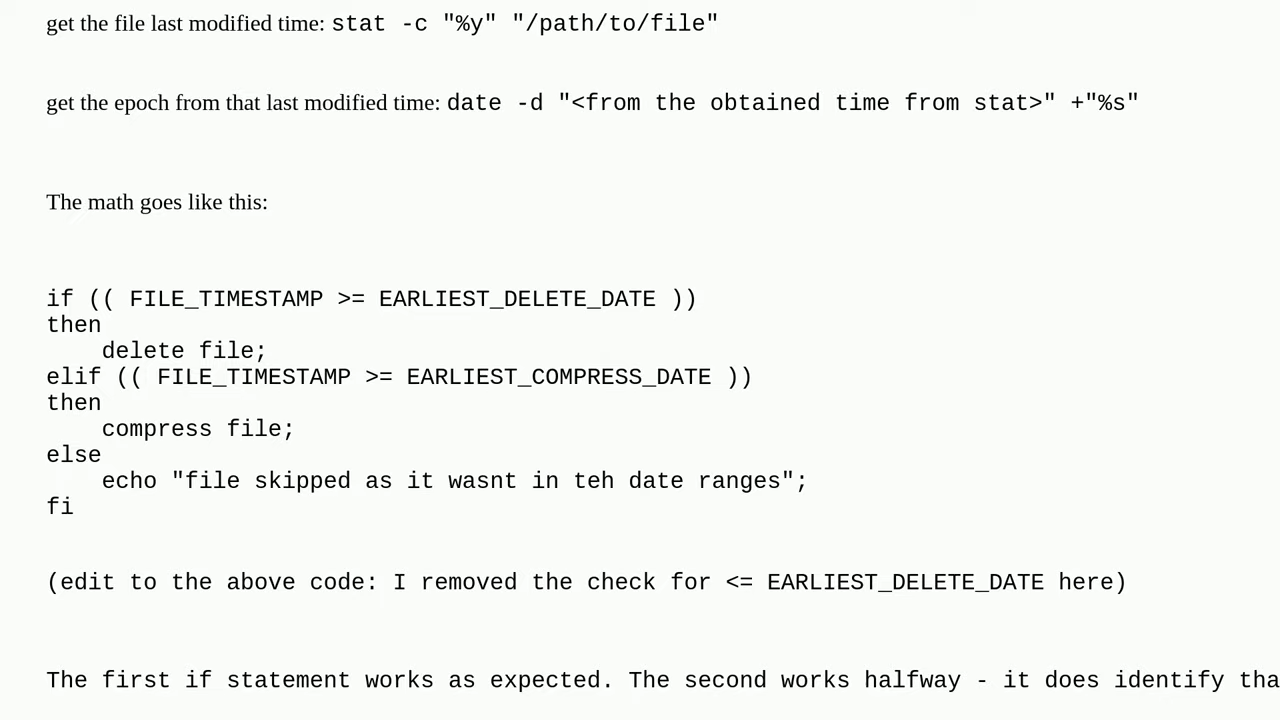 get the file last modified time: stat -c "%y" "/path/to/file"
get the epoch from that last modified time: date -d "<from the obtained time from stat>" +"%s"
The math goes like this:
if (( FILE_TIMESTAMP >= EARLIEST_DELETE_DATE ))
then
    delete file;
elif (( FILE_TIMESTAMP >= EARLIEST_COMPRESS_DATE ))
then
    compress file;
else
    echo "file skipped as it wasnt in teh date ranges";
fi
(edit to the above code: I removed the check for <= EARLIEST_DELETE_DATE here)
The first if statement works as expected. The second works halfway - it does identify tha